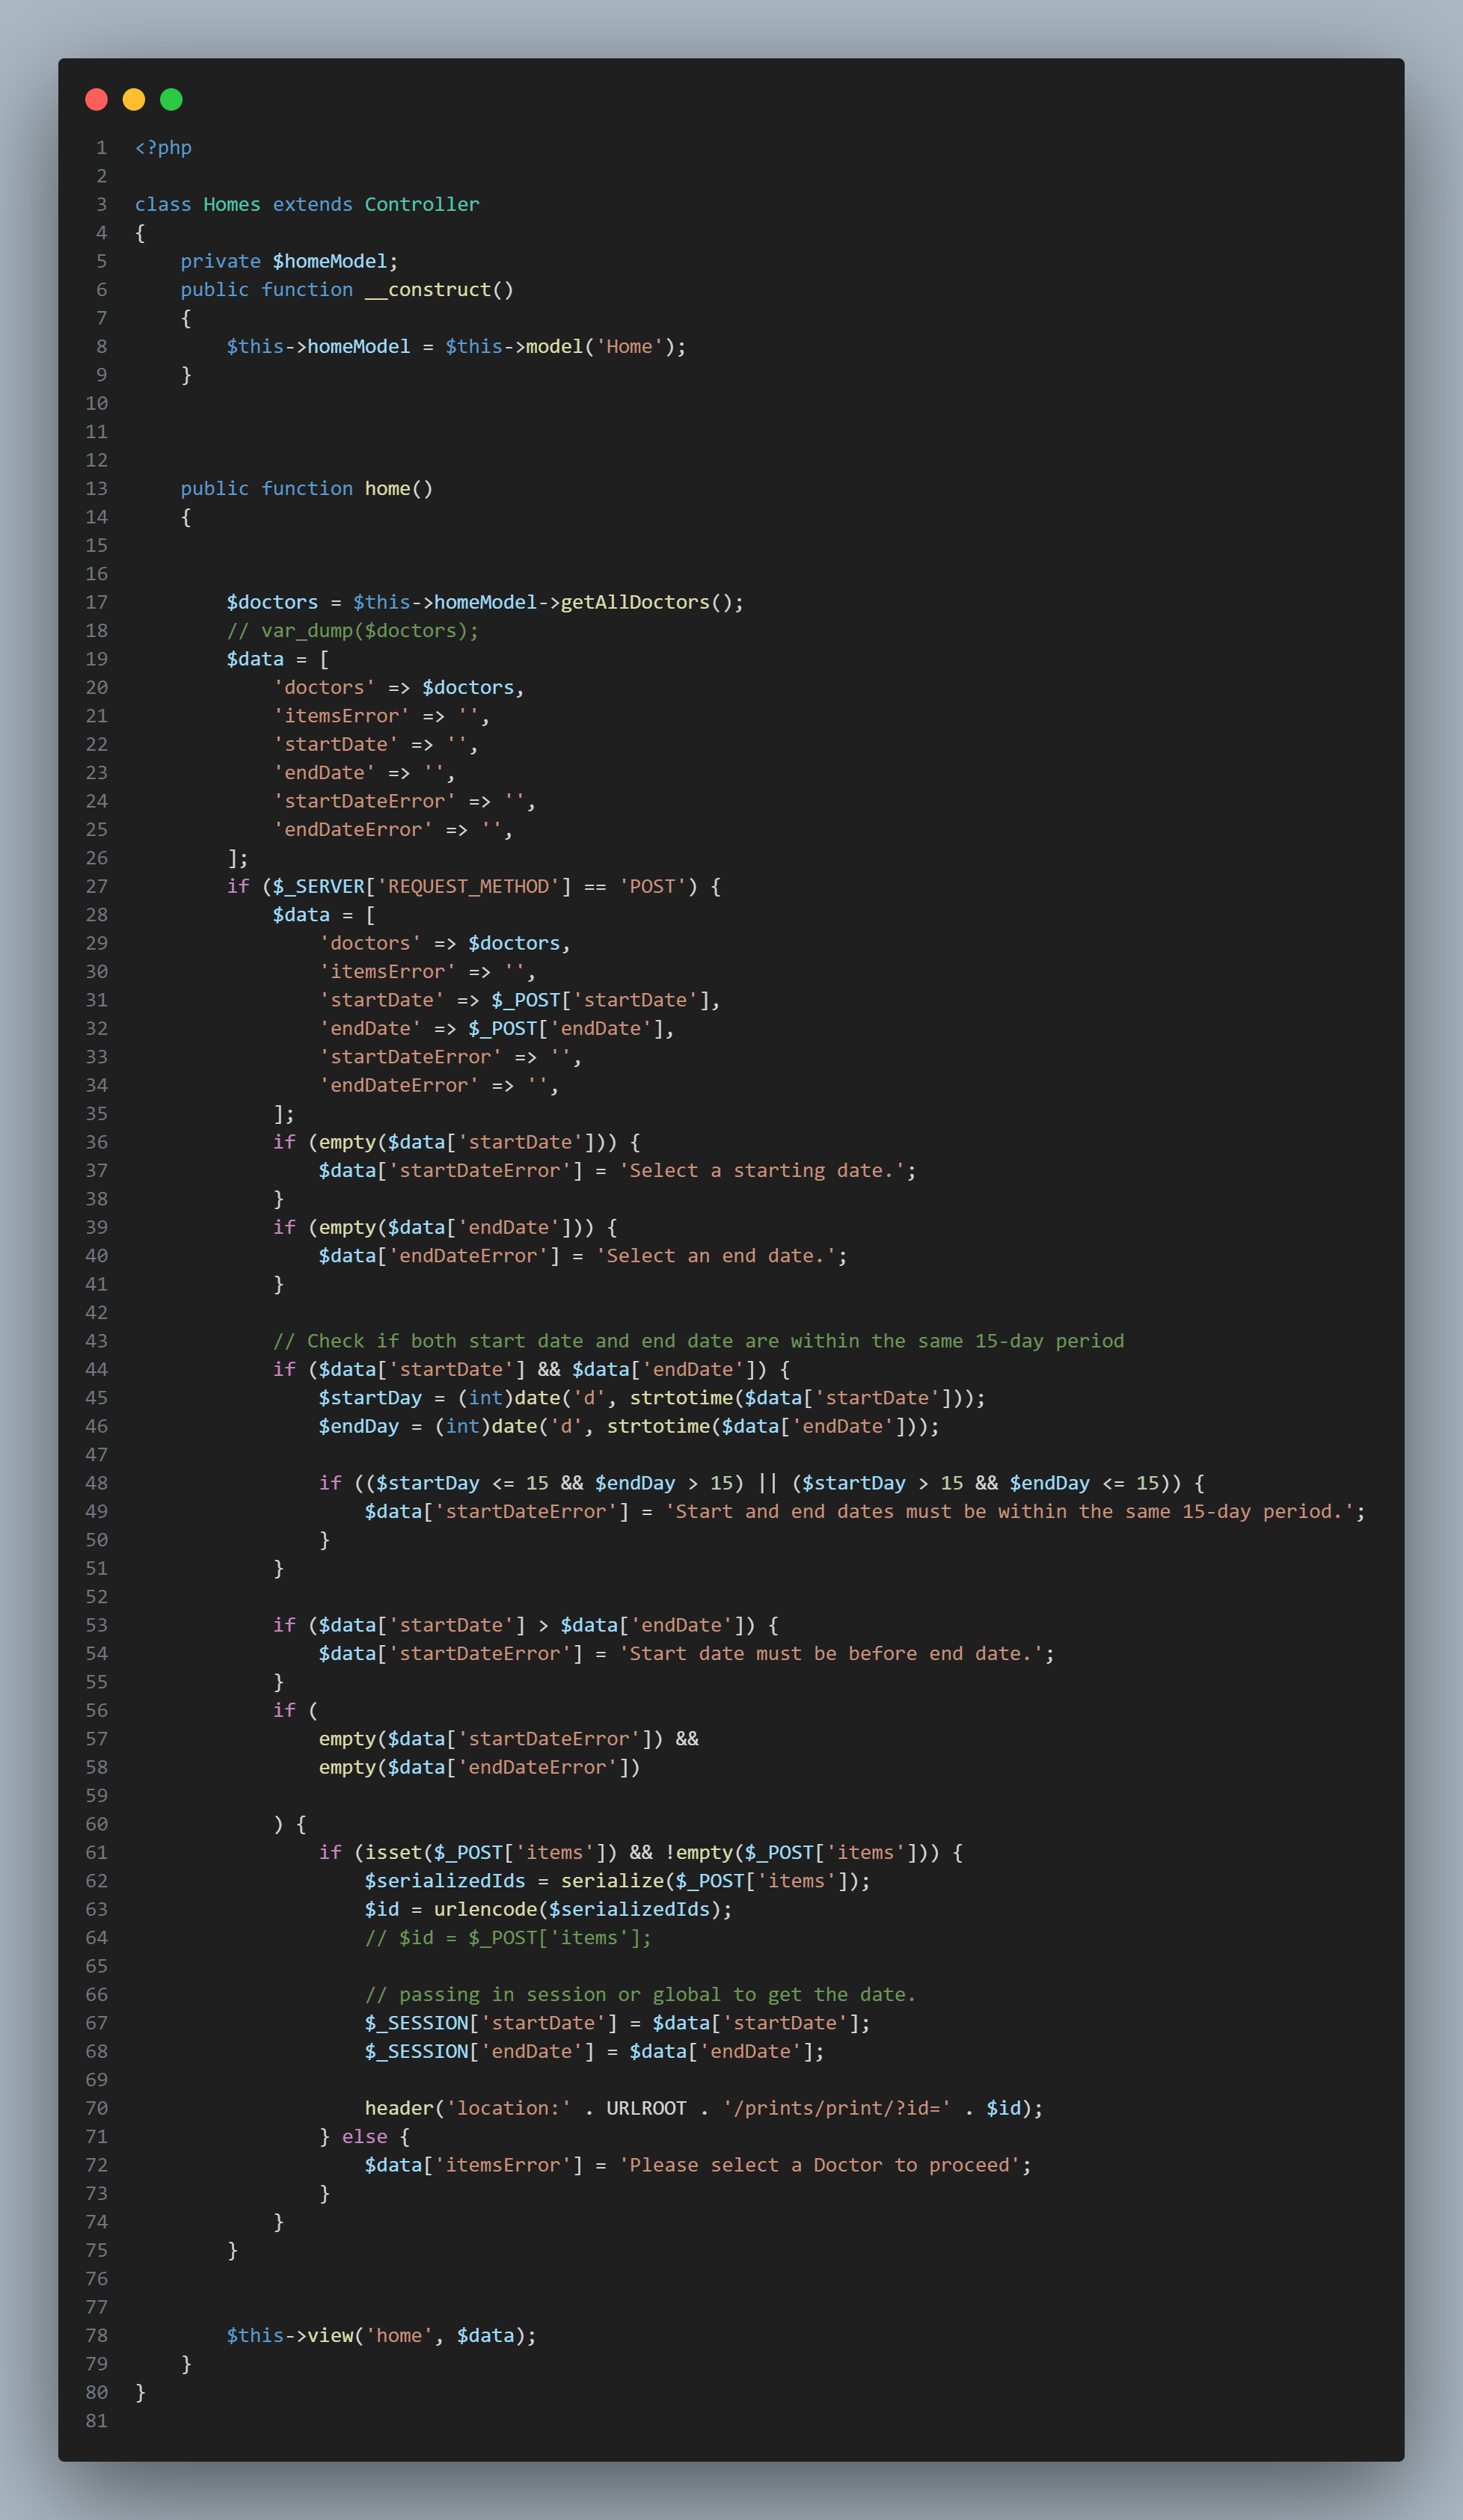 1 <?php
2
3 class Homes extends Controller
4 {
5     private $homeModel;
6     public function __construct()
7     {
8         $this->homeModel = $this->model('Home');
9     }
10
11
12
13     public function home()
14     {
15
16
17         $doctors = $this->homeModel->getAllDoctors();
18         // var_dump($doctors);
19         $data = [
20             'doctors' => $doctors,
21             'itemsError' => '',
22             'startDate' => '',
23             'endDate' => '',
24             'startDateError' => '',
25             'endDateError' => '',
26         ];
27         if ($_SERVER['REQUEST_METHOD'] == 'POST') {
28             $data = [
29                 'doctors' => $doctors,
30                 'itemsError' => '',
31                 'startDate' => $_POST['startDate'],
32                 'endDate' => $_POST['endDate'],
33                 'startDateError' => '',
34                 'endDateError' => '',
35             ];
36             if (empty($data['startDate'])) {
37                 $data['startDateError'] = 'Select a starting date.';
38             }
39             if (empty($data['endDate'])) {
40                 $data['endDateError'] = 'Select an end date.';
41             }
42
43             // Check if both start date and end date are within the same 15-day period
44             if ($data['startDate'] && $data['endDate']) {
45                 $startDay = (int)date('d', strtotime($data['startDate']));
46                 $endDay = (int)date('d', strtotime($data['endDate']));
47
48                 if (($startDay <= 15 && $endDay > 15) || ($startDay > 15 && $endDay <= 15)) {
49                     $data['startDateError'] = 'Start and end dates must be within the same 15-day period.';
50                 }
51             }
52
53             if ($data['startDate'] > $data['endDate']) {
54                 $data['startDateError'] = 'Start date must be before end date.';
55             }
56             if (
57                 empty($data['startDateError']) &&
58                 empty($data['endDateError'])
59
60             ) {
61                 if (isset($_POST['items']) && !empty($_POST['items'])) {
62                     $serializedIds = serialize($_POST['items']);
63                     $id = urlencode($serializedIds);
64                     // $id = $_POST['items'];
65
66                     // passing in session or global to get the date.
67                     $_SESSION['startDate'] = $data['startDate'];
68                     $_SESSION['endDate'] = $data['endDate'];
69
70                     header('location:' . URLROOT . '/prints/print/?id=' . $id);
71                 } else {
72                     $data['itemsError'] = 'Please select a Doctor to proceed';
73                 }
74             }
75         }
76
77
78         $this->view('home', $data);
79     }
80 }
81